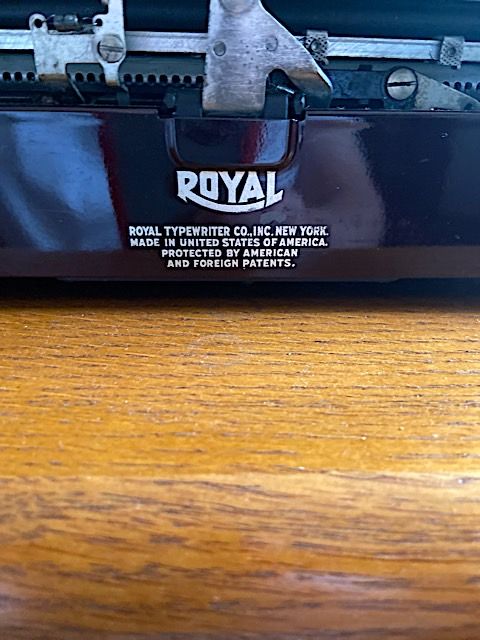 ROYAL
ROYAL TYPEWRITER CO., INC. NEW YORK.
MADE IN UNITED STATES OF AMERICA.
PROTECTED BY AMERICAN
AND FOREIGN PATENTS.